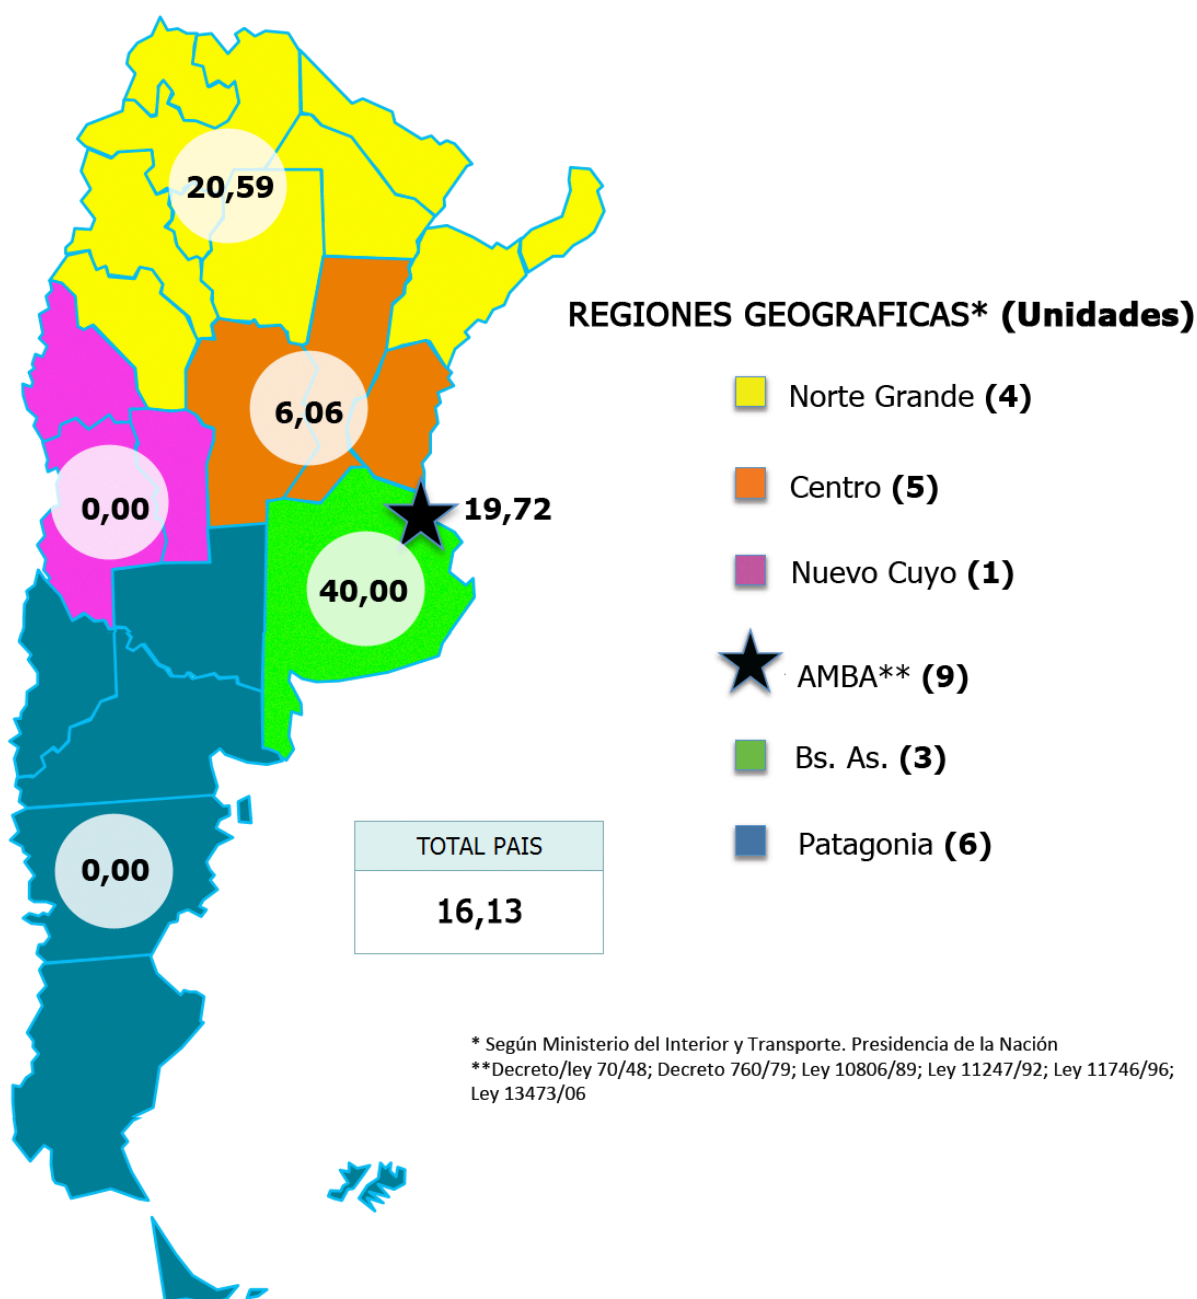 20,59
REGIONES GEOGRAFICAS* (Unidades)
Norte Grande (4)
6,06
Centro (5)
0,00
19,72
Nuevo Cuyo (1)
40,00
AMBA** (9)
Bs. As. (3)
TOTAL PAIS
Patagonia (6)
0,00
16,13
* Según Ministerio del Interior y Transporte. Presidencia de la Nación
**Decreto/ley 70/48; Decreto 760/79; Ley 10806/89; Ley 11247/92; Ley 11746/96;
Ley 13473/06